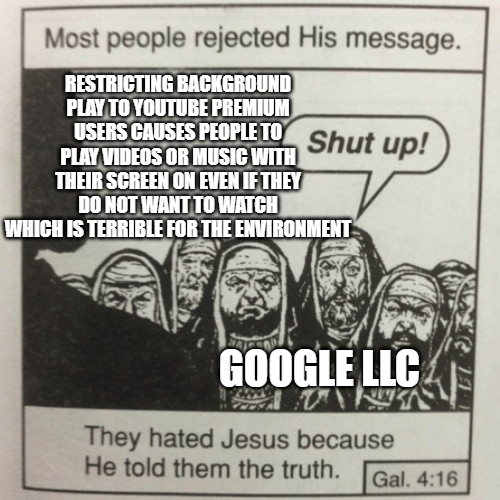 Most people rejected His message.
RESTRICTING BACKGROUND
PLAY TO YOUTUBE PREMIUM
USERS CAUSES PEOPLE TO
PLAY VIDEOS OR MUSIC WITH
THEIR SCREEN ON EVEN IF THEY
DO NOT WANT TO WATCH
WHICH IS TERRIBLE FOR THE ENVIRONMENT
Shut up!
GOOGLE LLC
They hated Jesus because
He told them the truth.
Gal. 4:16